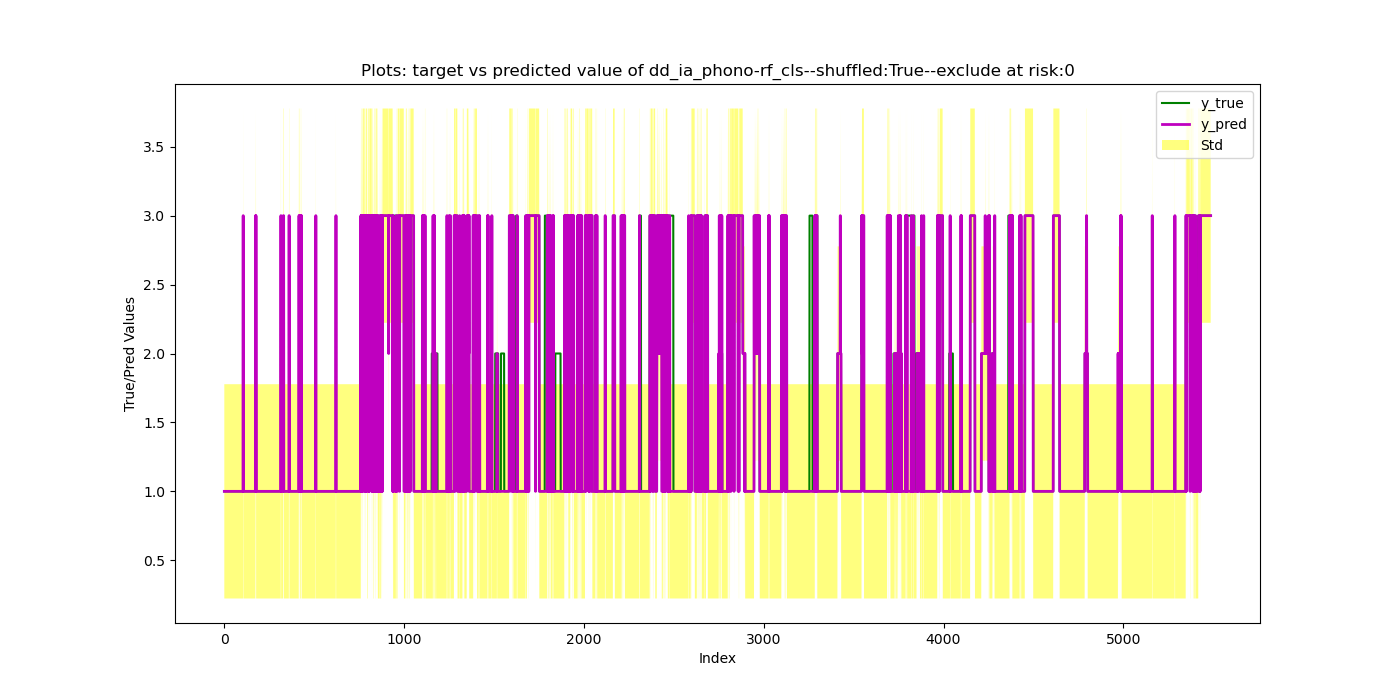 Plots: target vs predicted value of dd_ia_phono-rf_cls--shuffled:True--exclude at risk:0
y_true
y_pred
Std
3.5
3.0
2.5
2.0
1.5
1.0
0.5
True/Pred Values
0
1000
2000
3000
4000
5000
Index